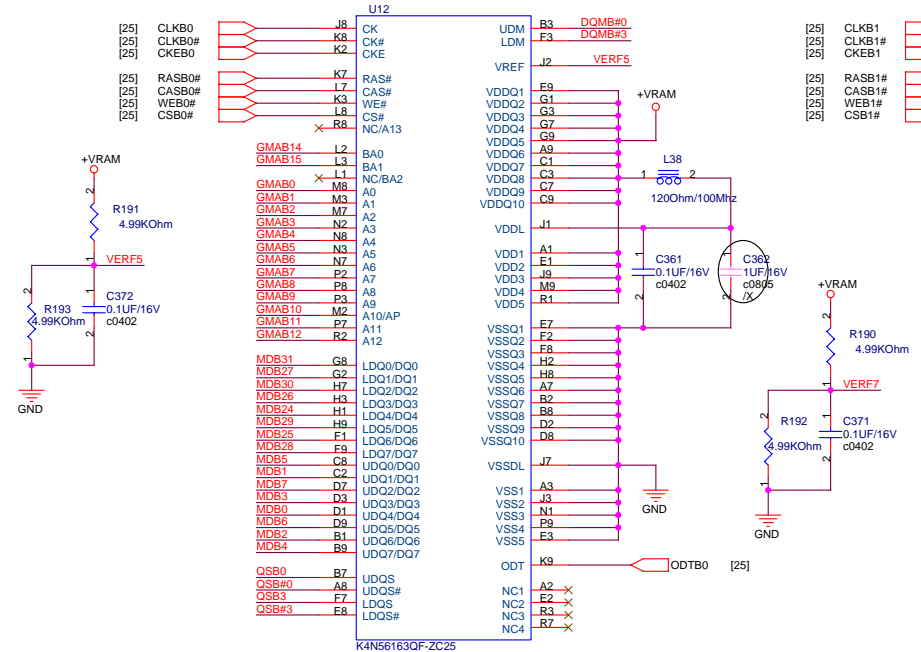 U12
[25] CLKB0 J8 CK
[25] CLKB0# K8 CK#
[25] CKEB0 K2 CKE
[25] RASB0# K7 RAS#
[25] CASB0# L7 CAS#
[25] WEB0# K3 WE#
[25] CSB0# L8 CS#
R8 NC/A13
GMAB14 L2 BA0
GMAB15 L3 BA1
L1 NC/BA2
GMAB0 M8 A0
GMAB1 M3 A1
GMAB2 M7 A2
GMAB3 N2 A3
GMAB4 N8 A4
GMAB5 N3 A5
GMAB6 N7 A6
GMAB7 P2 A7
GMAB8 P8 A8
GMAB9 P3 A9
GMAB10 M2 A10/AP
GMAB11 P7 A11
GMAB12 R2 A12
MDB31 G8 LDQ0/DQ0
MDB27 G2 LDQ1/DQ1
MDB30 H7 LDQ2/DQ2
MDB26 H3 LDQ3/DQ3
MDB24 H1 LDQ4/DQ4
MDB29 H9 LDQ5/DQ5
MDB25 F1 LDQ6/DQ6
MDB28 F9 LDQ7/DQ7
MDB5 C8 UDQ0/DQ0
MDB1 C2 UDQ1/DQ1
MDB7 D7 UDQ2/DQ2
MDB3 D3 UDQ3/DQ3
MDB0 D1 UDQ4/DQ4
MDB6 D9 UDQ5/DQ5
MDB2 B1 UDQ6/DQ6
MDB4 B9 UDQ7/DQ7
QSB0 B7 UDQS
QSB#0 A8 UDQS#
QSB3 F7 LDQS
QSB#3 E8 LDQS#
K4N56163QF-ZC25
UDM B3 DQMB#0
LDM F3 DQMB#3
VREF J2 VERF5
VDDQ1 E9
VDDQ2 G1
VDDQ3 G3
VDDQ4 G7
VDDQ5 G9
VDDQ6 A9
VDDQ7 C1
VDDQ8 C3
VDDQ9 C7
VDDQ10 C9
VDDL J1
VDD1 A1
VDD2 E1
VDD3 J9
VDD4 M9
VDD5 R1
VSSQ1 E7
VSSQ2 F2
VSSQ3 F8
VSSQ4 H2
VSSQ5 H8
VSSQ6 A7
VSSQ7 B2
VSSQ8 B8
VSSQ9 D2
VSSQ10 D8
VSSDL J7
VSS1 A3
VSS2 J3
VSS3 N1
VSS4 P9
VSS5 E3
ODT K9 ODTB0 [25]
NC1 A2
NC2 E2
NC3 R3
NC4 R7
+VRAM
L38
1 2
120Ohm/100Mhz
1
C361
0.1UF/16V
c0402
2
1
C362
1UF/16V
c0805
/X
2
GND
+VRAM
2
R191
4.99KOhm
1
VERF5
2
R193
4.99KOhm
1
1
C372
0.1UF/16V
c0402
2
GND
[25] CLKB1
[25] CLKB1#
[25] CKEB1
[25] RASB1#
[25] CASB1#
[25] WEB1#
[25] CSB1#
+VRAM
2
R190
4.99KOhm
1
VERF7
2
R192
4.99KOhm
1
1
C371
0.1UF/16V
c0402
2
GND